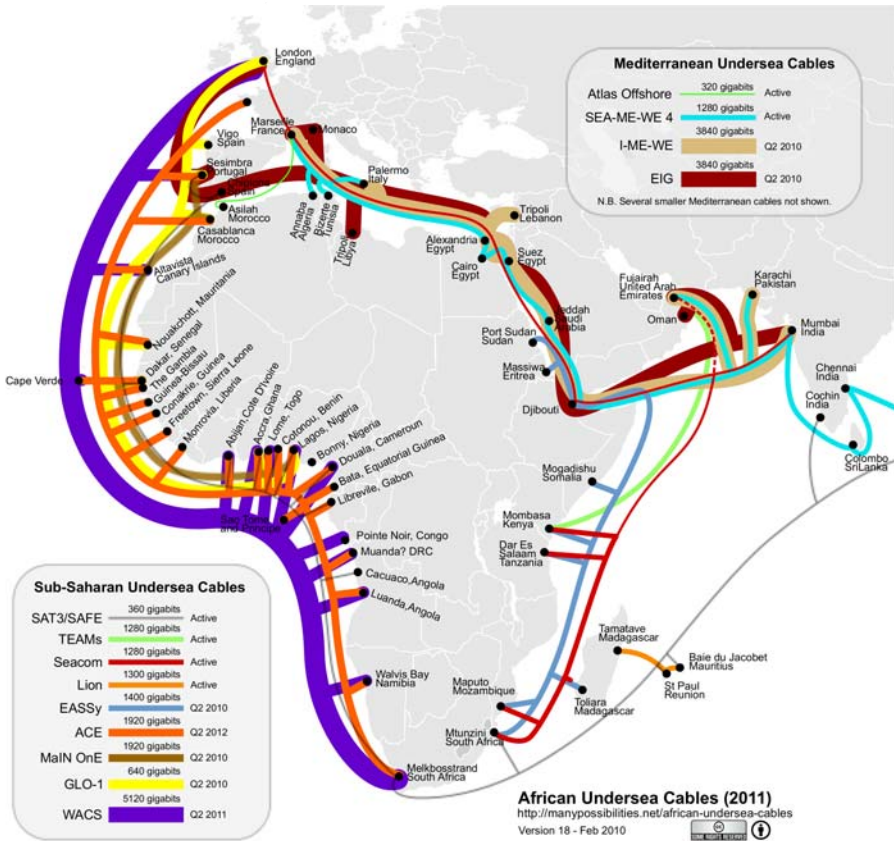 London
England
Marseille
France
Monaco
Vigo
Spain
Sesimbra
Portugal
Spain
Asilah
Morocco
Casablanca
Morocco
Annaba
Algeria
Bizerte
Tunisia
Palermo
Italy
Tripoli
Libya
Tripoli
Lebanon
Alexandria
Egypt
Cairo
Egypt
Suez
Egypt
Jeddah
Saudi
Arabia
Port Sudan
Sudan
Massiwa
Eritrea
Djibouti
Fujairah
United Arab
Emirates
Oman
Karachi
Pakistan
Mumbai
India
Chennai
India
Cochin
India
Colombo
SriLanka
Altavista
Canary Islands
Nouakchott, Mauritania
Dakar, Senegal
The Gambia
Guinea Bissau
Conakrie, Guinea
Freetown, Sierra Leone
Monrovia, Liberia
Cape Verde
Abijan,Cote D'Ivoire
Accra,Ghana
Lome, Togo
Cotonou, Benin
Lagos, Nigeria
Bonny, Nigeria
Douala, Cameroun
Bata, Equatorial Guinea
Libreville, Gabon
Sao Tome
and Principe
Pointe Noir, Congo
Muanda? DRC
Cacuaco,Angola
Luanda,Angola
Walvis Bay
Namibia
Melkbosstrand
South Africa
Mogadishu
Somalia
Mombasa
Kenya
Dar Es
Salaam
Tanzania
Maputo
Mozambique
Mtunzini
South Africa
Toliara
Madagascar
Tamatave
Madagascar
Baie du Jacobet
Mauritius
St Paul
Reunion
Mediterranean Undersea Cables
320 gigabits
Atlas Offshore Active
1280 gigabits
SEA-ME-WE 4 Active
3840 gigabits
I-ME-WE Q2 2010
3840 gigabits
EIG Q2 2010
N.B. Several smaller Mediterranean cables not shown.
Sub-Saharan Undersea Cables
360 gigabits
SAT3/SAFE Active
1280 gigabits
TEAMs Active
1280 gigabits
Seacom Active
1300 gigabits
Lion Active
1400 gigabits
EASSy Q2 2010
1920 gigabits
ACE Q2 2012
1920 gigabits
MaIN OnE Q2 2010
640 gigabits
GLO-1 Q2 2010
5120 gigabits
WACS Q2 2011
African Undersea Cables (2011)
http://manypossibilities.net/african-undersea-cables
Version 18 - Feb 2010
cc
SOME RIGHTS RESERVED